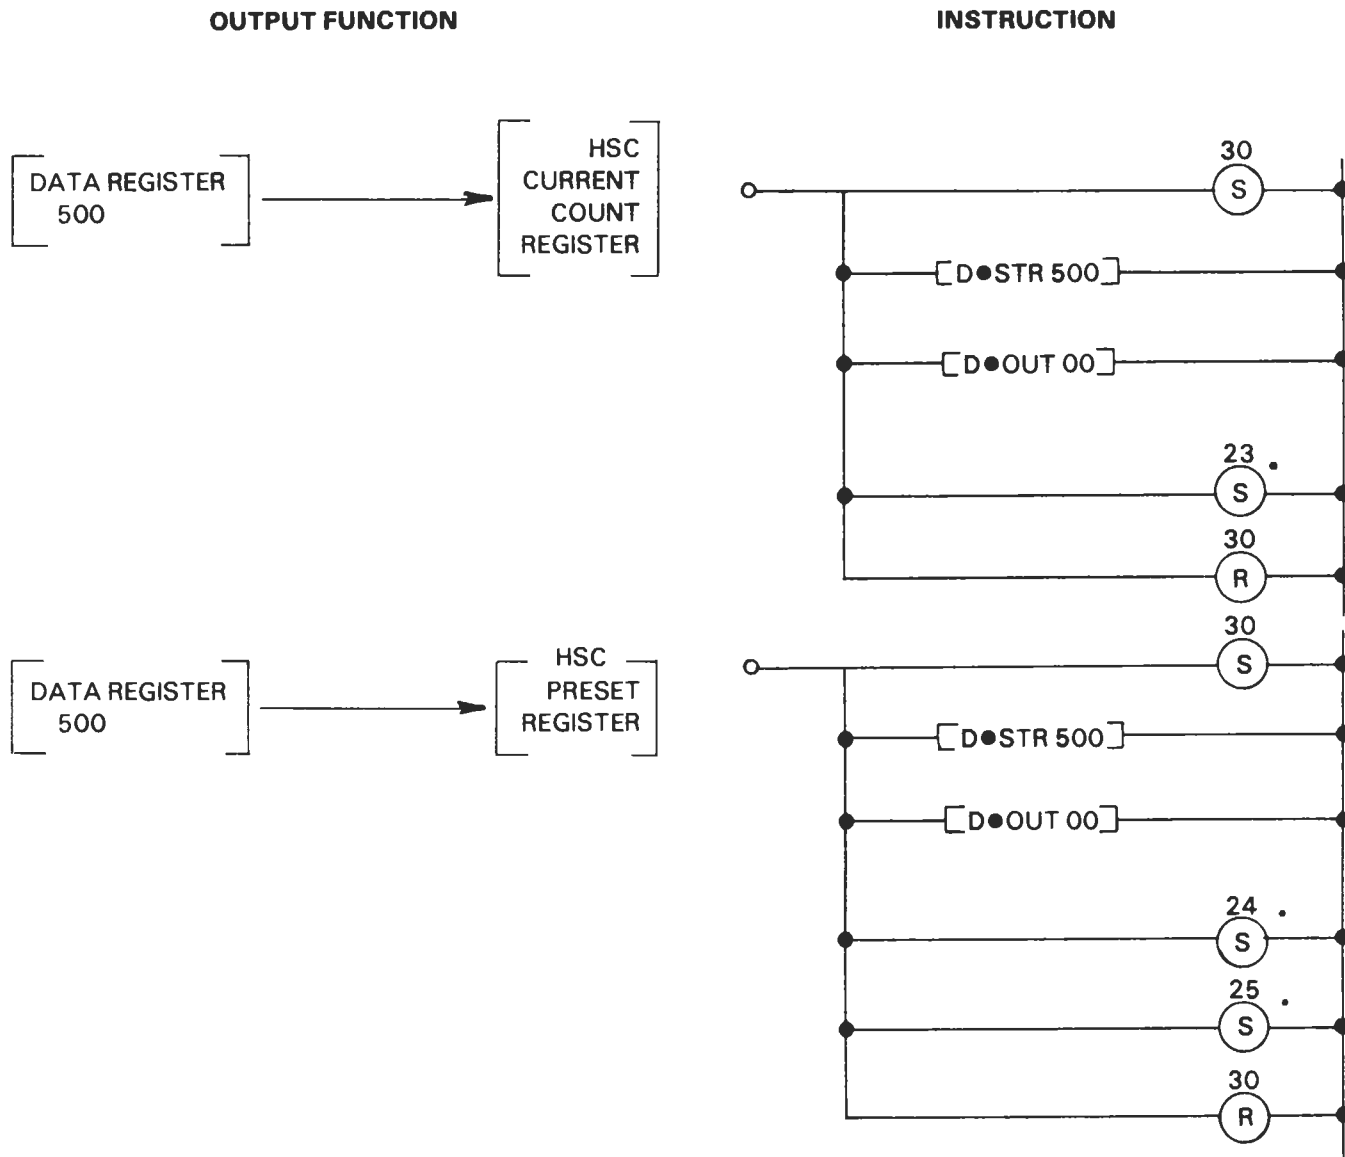 OUTPUT FUNCTION
INSTRUCTION
DATA REGISTER
500
HSC
CURRENT
COUNT
REGISTER
30
S
D●STR 500
D●OUT 00
23
S
30
R
DATA REGISTER
500
HSC
PRESET
REGISTER
30
S
D●STR 500
D●OUT 00
24
S
25
S
30
R